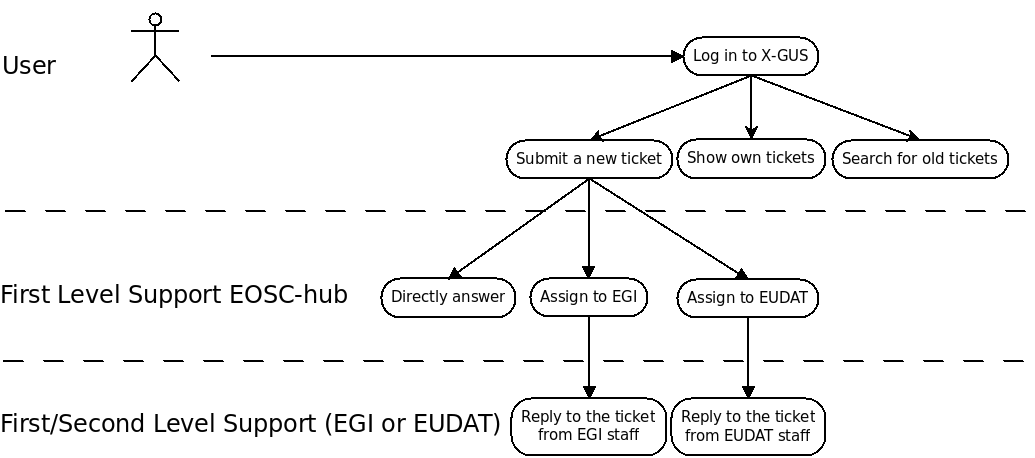 User
Log in to X-GUS
Submit a new ticket
Show own tickets
Search for old tickets
First Level Support EOSC-hub
Directly answer
Assign to EGI
Assign to EUDAT
First/Second Level Support (EGI or EUDAT)
Reply to the ticket
from EGI staff
Reply to the ticket
from EUDAT staff